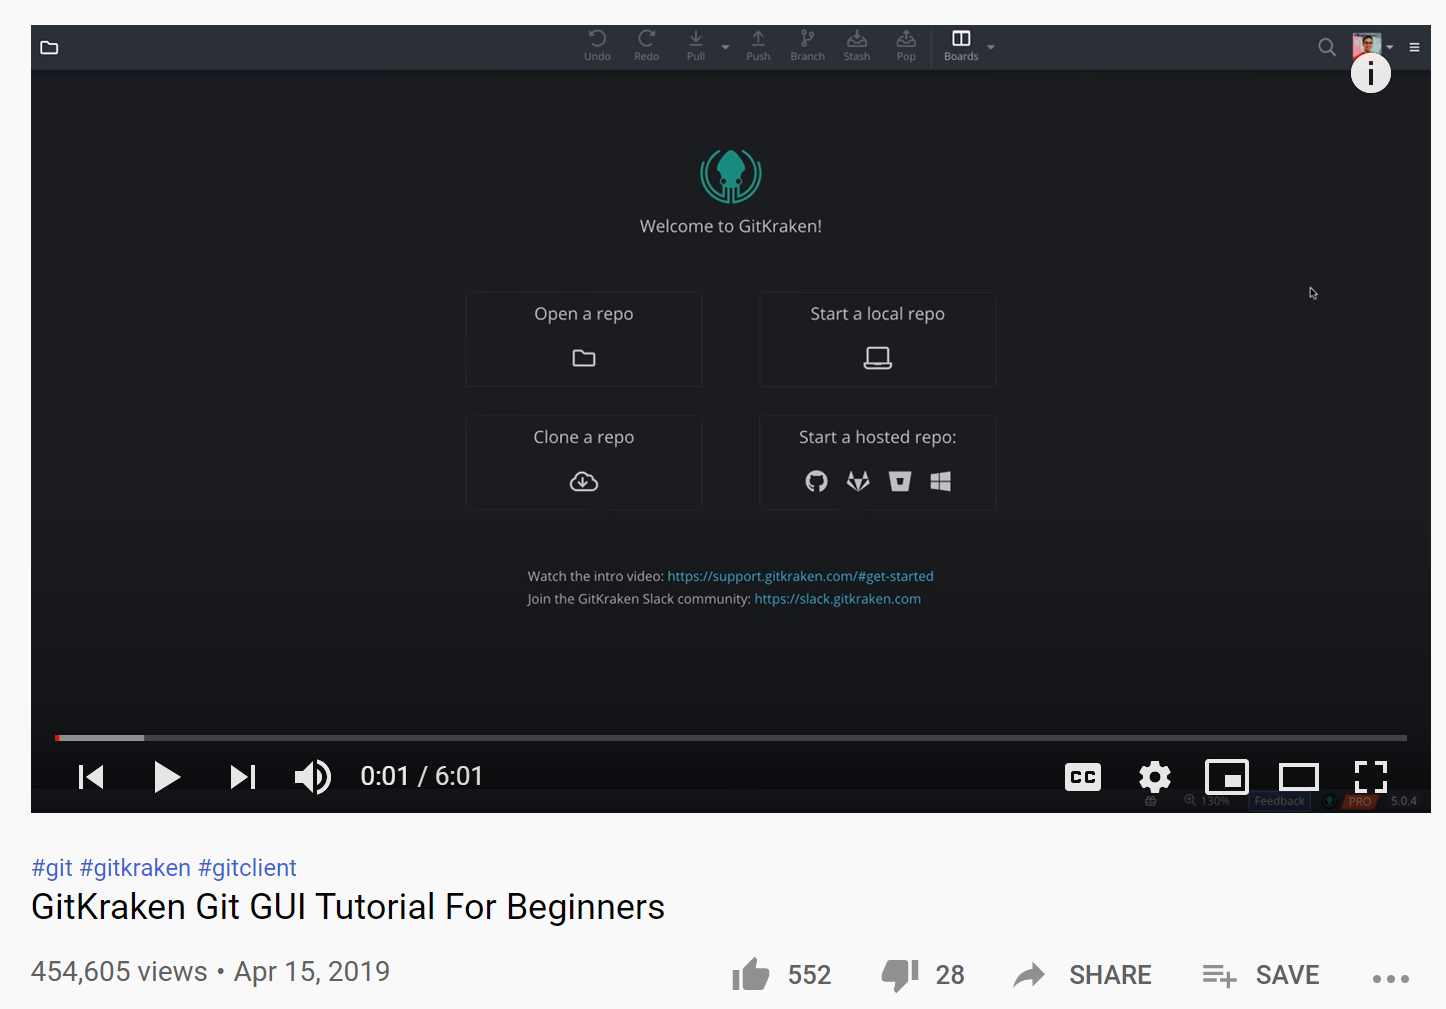 Undo Redo Pull Push Branch Stash Pop Boards
Welcome to GitKraken!
Open a repo
Start a local repo
Clone a repo
Start a hosted repo:
Watch the intro video: https://support.gitkraken.com/#get-started
Join the GitKraken Slack community: https://slack.gitkraken.com
0:01 / 6:01
CC
130% Feedback PRO 5.0.4
#git #gitkraken #gitclient
GitKraken Git GUI Tutorial For Beginners
454,605 views • Apr 15, 2019
552 28 SHARE SAVE